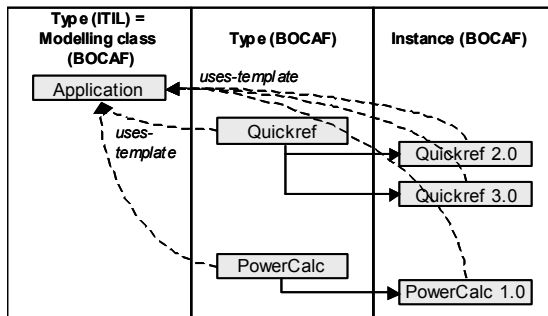 Type (ITIL) =
Modelling class
(BOCAF)
Type (BOCAF)
Instance (BOCAF)
uses-template
Application
uses-
template
Quickref
Quickref 2.0
Quickref 3.0
PowerCalc
PowerCalc 1.0